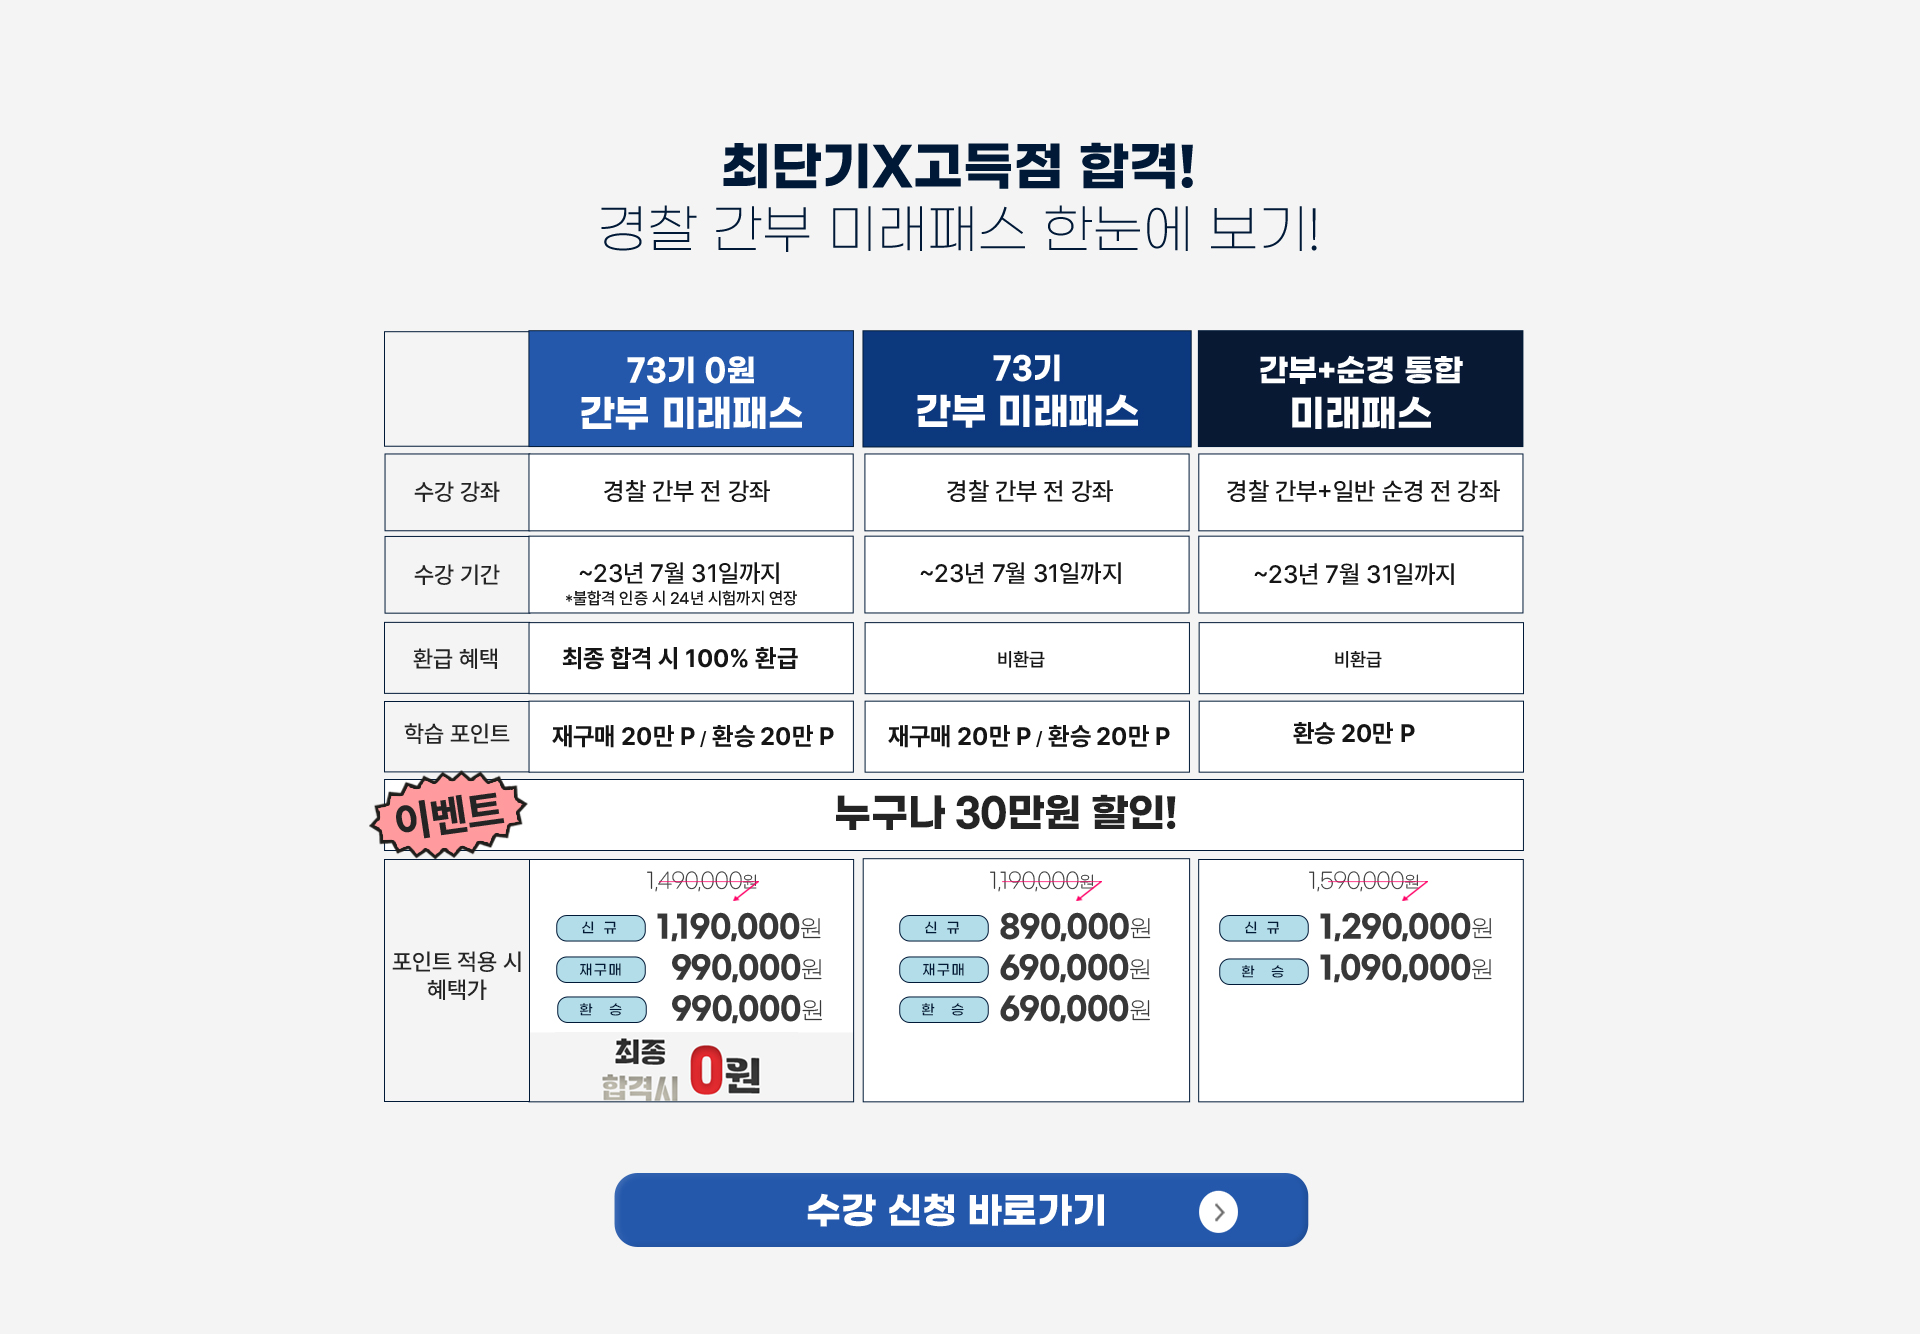 최단기X고득점 합격!
경찰 간부 미래패스 한눈에 보기!
73기 0원
간부 미래패스
73기
간부 미래패스
간부+순경 통합
미래패스
수강 강좌
경찰 간부 전 강좌
경찰 간부 전 강좌
경찰 간부+일반 순경 전 강좌
수강 기간
~23년 7월 31일까지
*불합격 인증 시 24년 시험까지 연장
~23년 7월 31일까지
~23년 7월 31일까지
환급 혜택
최종 합격 시 100% 환급
비환급
비환급
학습 포인트
재구매 20만 P / 환승 20만 P
재구매 20만 P / 환승 20만 P
환승 20만 P
이벤트
누구나 30만원 할인!
포인트 적용 시
혜택가
1,490,000원
신 규 1,190,000원
재구매 990,000원
환 승 990,000원
최종
합격시 0원
1,190,000원
신 규 890,000원
재구매 690,000원
환 승 690,000원
1,590,000원
신 규 1,290,000원
환 승 1,090,000원
수강 신청 바로가기